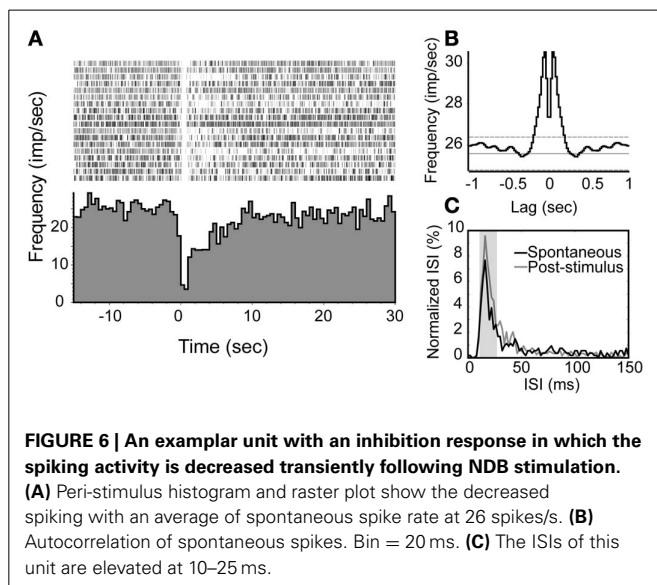 A
Frequency (imp/sec)
20
10
0
-10 0 10 20 30
Time (sec)
B
Frequency (imp/sec)
30
28
26
-1 -0.5 0 0.5 1
Lag (sec)
C
Normalized ISI (%)
10
8
6
4
2
0
Spontaneous
Post-stimulus
0 50 100 150
ISI (ms)
FIGURE 6 | An examplar unit with an inhibition response in which the
spiking activity is decreased transiently following NDB stimulation.
(A) Peri-stimulus histogram and raster plot show the decreased
spiking with an average of spontaneous spike rate at 26 spikes/s. (B)
Autocorrelation of spontaneous spikes. Bin = 20 ms. (C) The ISIs of this
unit are elevated at 10–25 ms.